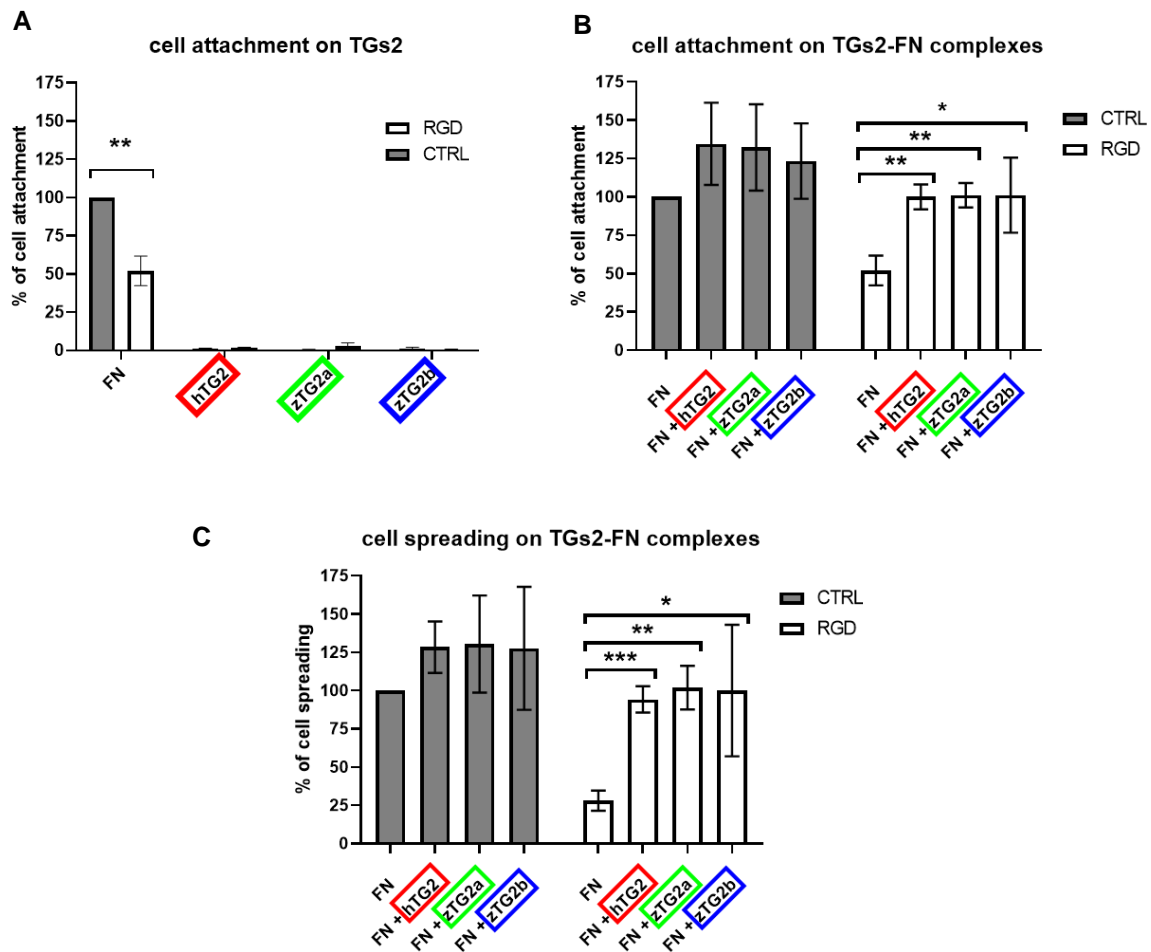 A
cell attachment on TGs2
% of cell attachment
175
150
125
100
75
50
25
0
**
RGD
CTRL
FN
hTG2
zTG2a
zTG2b
B
cell attachment on TGs2-FN complexes
% of cell attachment
175
150
125
100
75
50
25
0
*
**
**
CTRL
RGD
FN
FN + hTG2
FN + zTG2a
FN + zTG2b
FN
FN + hTG2
FN + zTG2a
FN + zTG2b
C
cell spreading on TGs2-FN complexes
% of cell spreading
175
150
125
100
75
50
25
0
*
**
***
CTRL
RGD
FN
FN + hTG2
FN + zTG2a
FN + zTG2b
FN
FN + hTG2
FN + zTG2a
FN + zTG2b